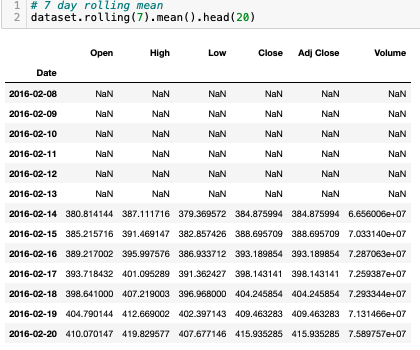 1 # 7 day rolling mean
2 dataset.rolling(7).mean().head(20)
Open High Low Close Adj Close Volume
Date
2016-02-08 NaN NaN NaN NaN NaN NaN
2016-02-09 NaN NaN NaN NaN NaN NaN
2016-02-10 NaN NaN NaN NaN NaN NaN
2016-02-11 NaN NaN NaN NaN NaN NaN
2016-02-12 NaN NaN NaN NaN NaN NaN
2016-02-13 NaN NaN NaN NaN NaN NaN
2016-02-14 380.814144 387.111716 379.369572 384.875994 384.875994 6.656006e+07
2016-02-15 385.215716 391.469147 382.857426 388.695709 388.695709 7.033140e+07
2016-02-16 389.217002 395.997576 386.933712 393.189854 393.189854 7.287063e+07
2016-02-17 393.718432 401.095289 391.362427 398.143141 398.143141 7.259387e+07
2016-02-18 398.641000 407.219003 396.968000 404.245854 404.245854 7.293344e+07
2016-02-19 404.790144 412.669002 402.397143 409.463283 409.463283 7.131466e+07
2016-02-20 410.070147 419.829577 407.677146 415.935285 415.935285 7.589757e+07